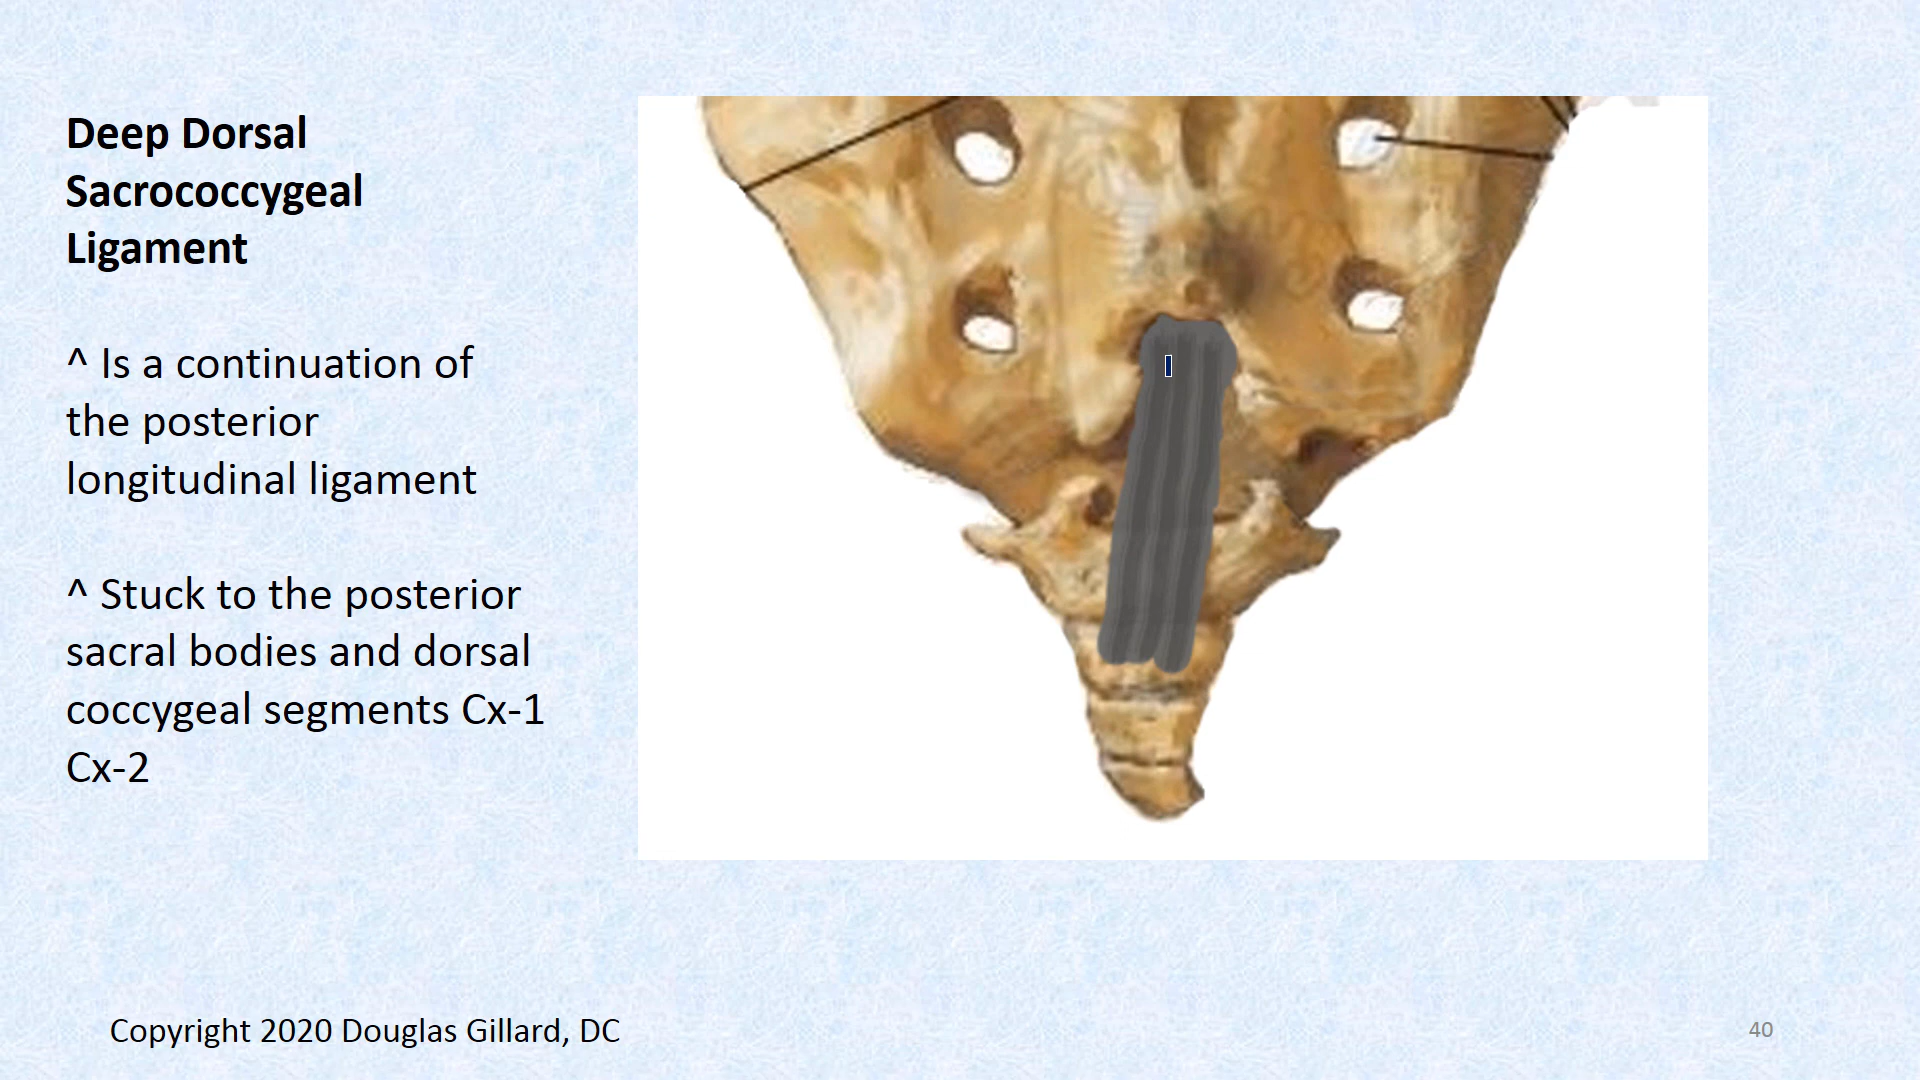 Deep Dorsal
Sacrococcygeal
Ligament
^ Is a continuation of
the posterior
longitudinal ligament
^ Stuck to the posterior
sacral bodies and dorsal
coccygeal segments Cx-1
Cx-2
Copyright 2020 Douglas Gillard, DC
40